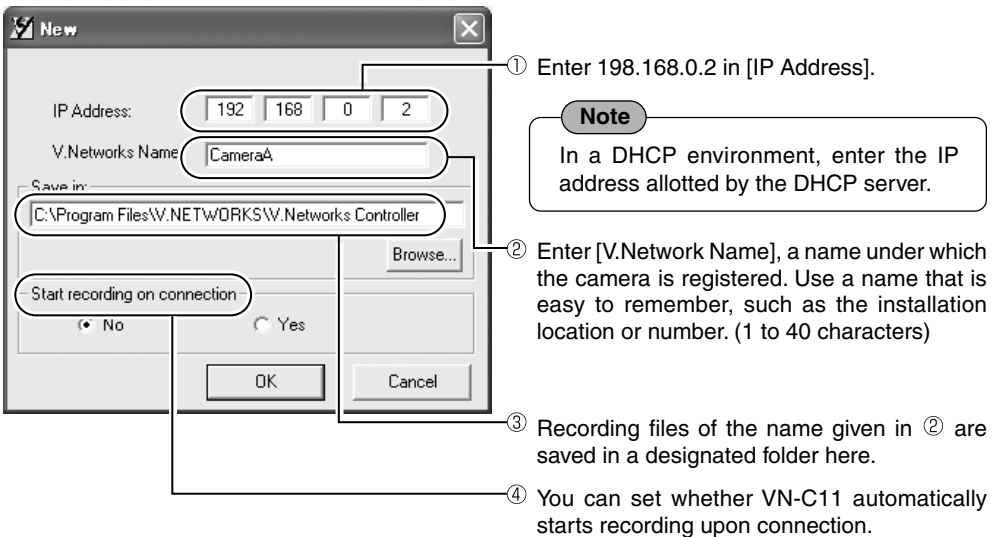 New
IP Address:
192 168 0 2
V.Networks Name
CameraA
Save in:
C:\Program Files\V.NETWORKS\V.Networks Controller
Browse...
Start recording on connection
No
Yes
OK
Cancel
① Enter 198.168.0.2 in [IP Address].
Note
In a DHCP environment, enter the IP
address allotted by the DHCP server.
② Enter [V.Network Name], a name under which
the camera is registered. Use a name that is
easy to remember, such as the installation
location or number. (1 to 40 characters)
③ Recording files of the name given in ② are
saved in a designated folder here.
④ You can set whether VN-C11 automatically
starts recording upon connection.